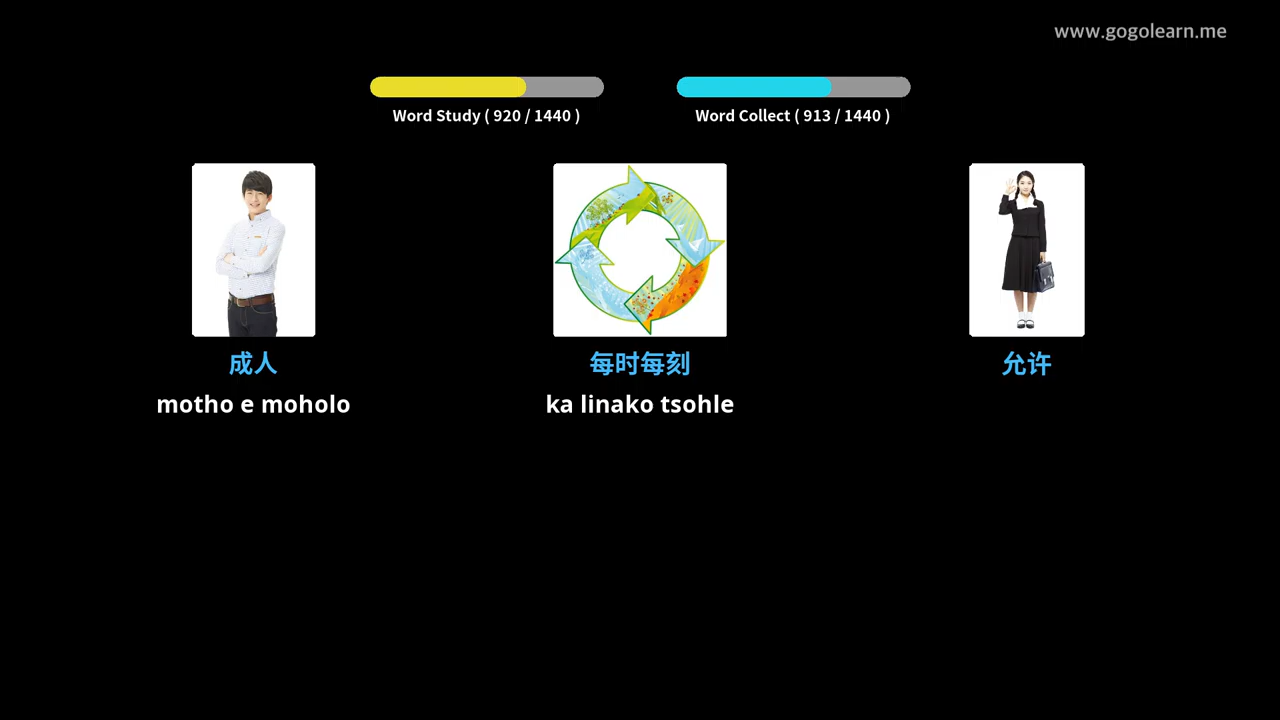 www.gogolearn.me
Word Study ( 920 / 1440 )
Word Collect ( 913 / 1440 )
成人
每时每刻
允许
motho e moholo
ka linako tsohle